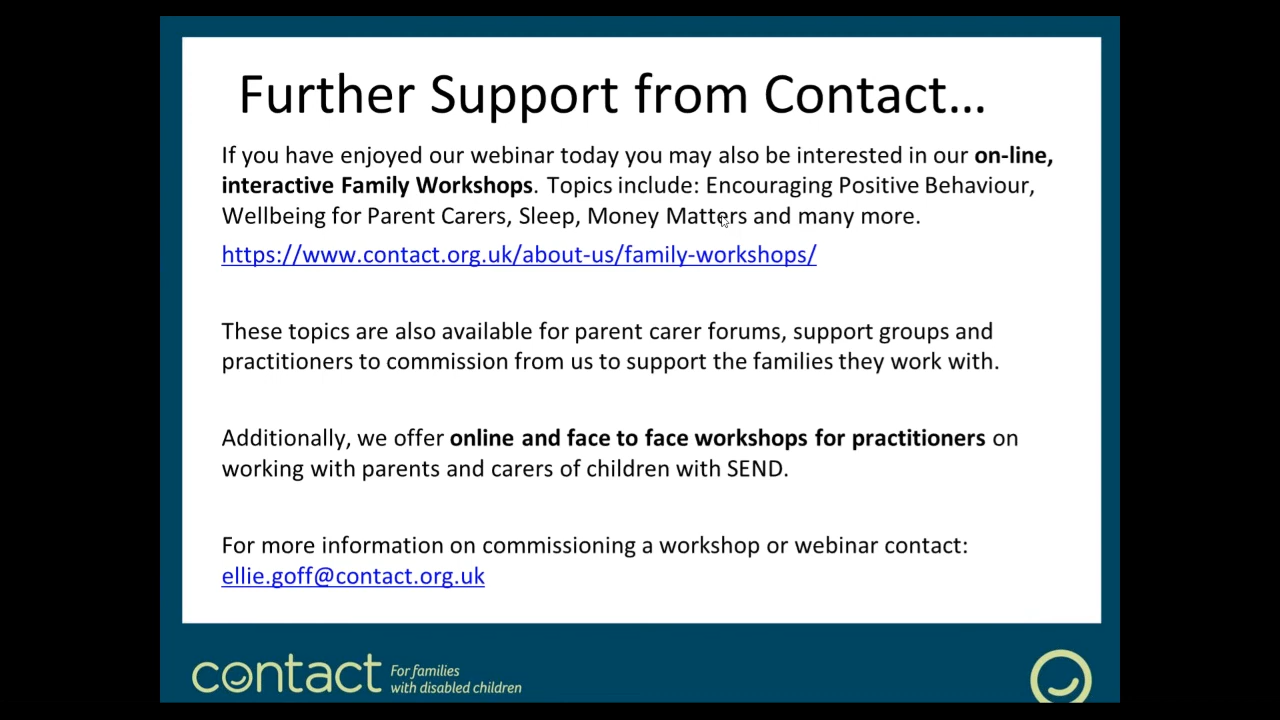 Further Support from Contact...
If you have enjoyed our webinar today you may also be interested in our on-line,
interactive Family Workshops. Topics include: Encouraging Positive Behaviour,
Wellbeing for Parent Carers, Sleep, Money Matters and many more.
https://www.contact.org.uk/about-us/family-workshops/
These topics are also available for parent carer forums, support groups and
practitioners to commission from us to support the families they work with.
Additionally, we offer online and face to face workshops for practitioners on
working with parents and carers of children with SEND.
For more information on commissioning a workshop or webinar contact:
ellie.goff@contact.org.uk
contact
For families
with disabled children